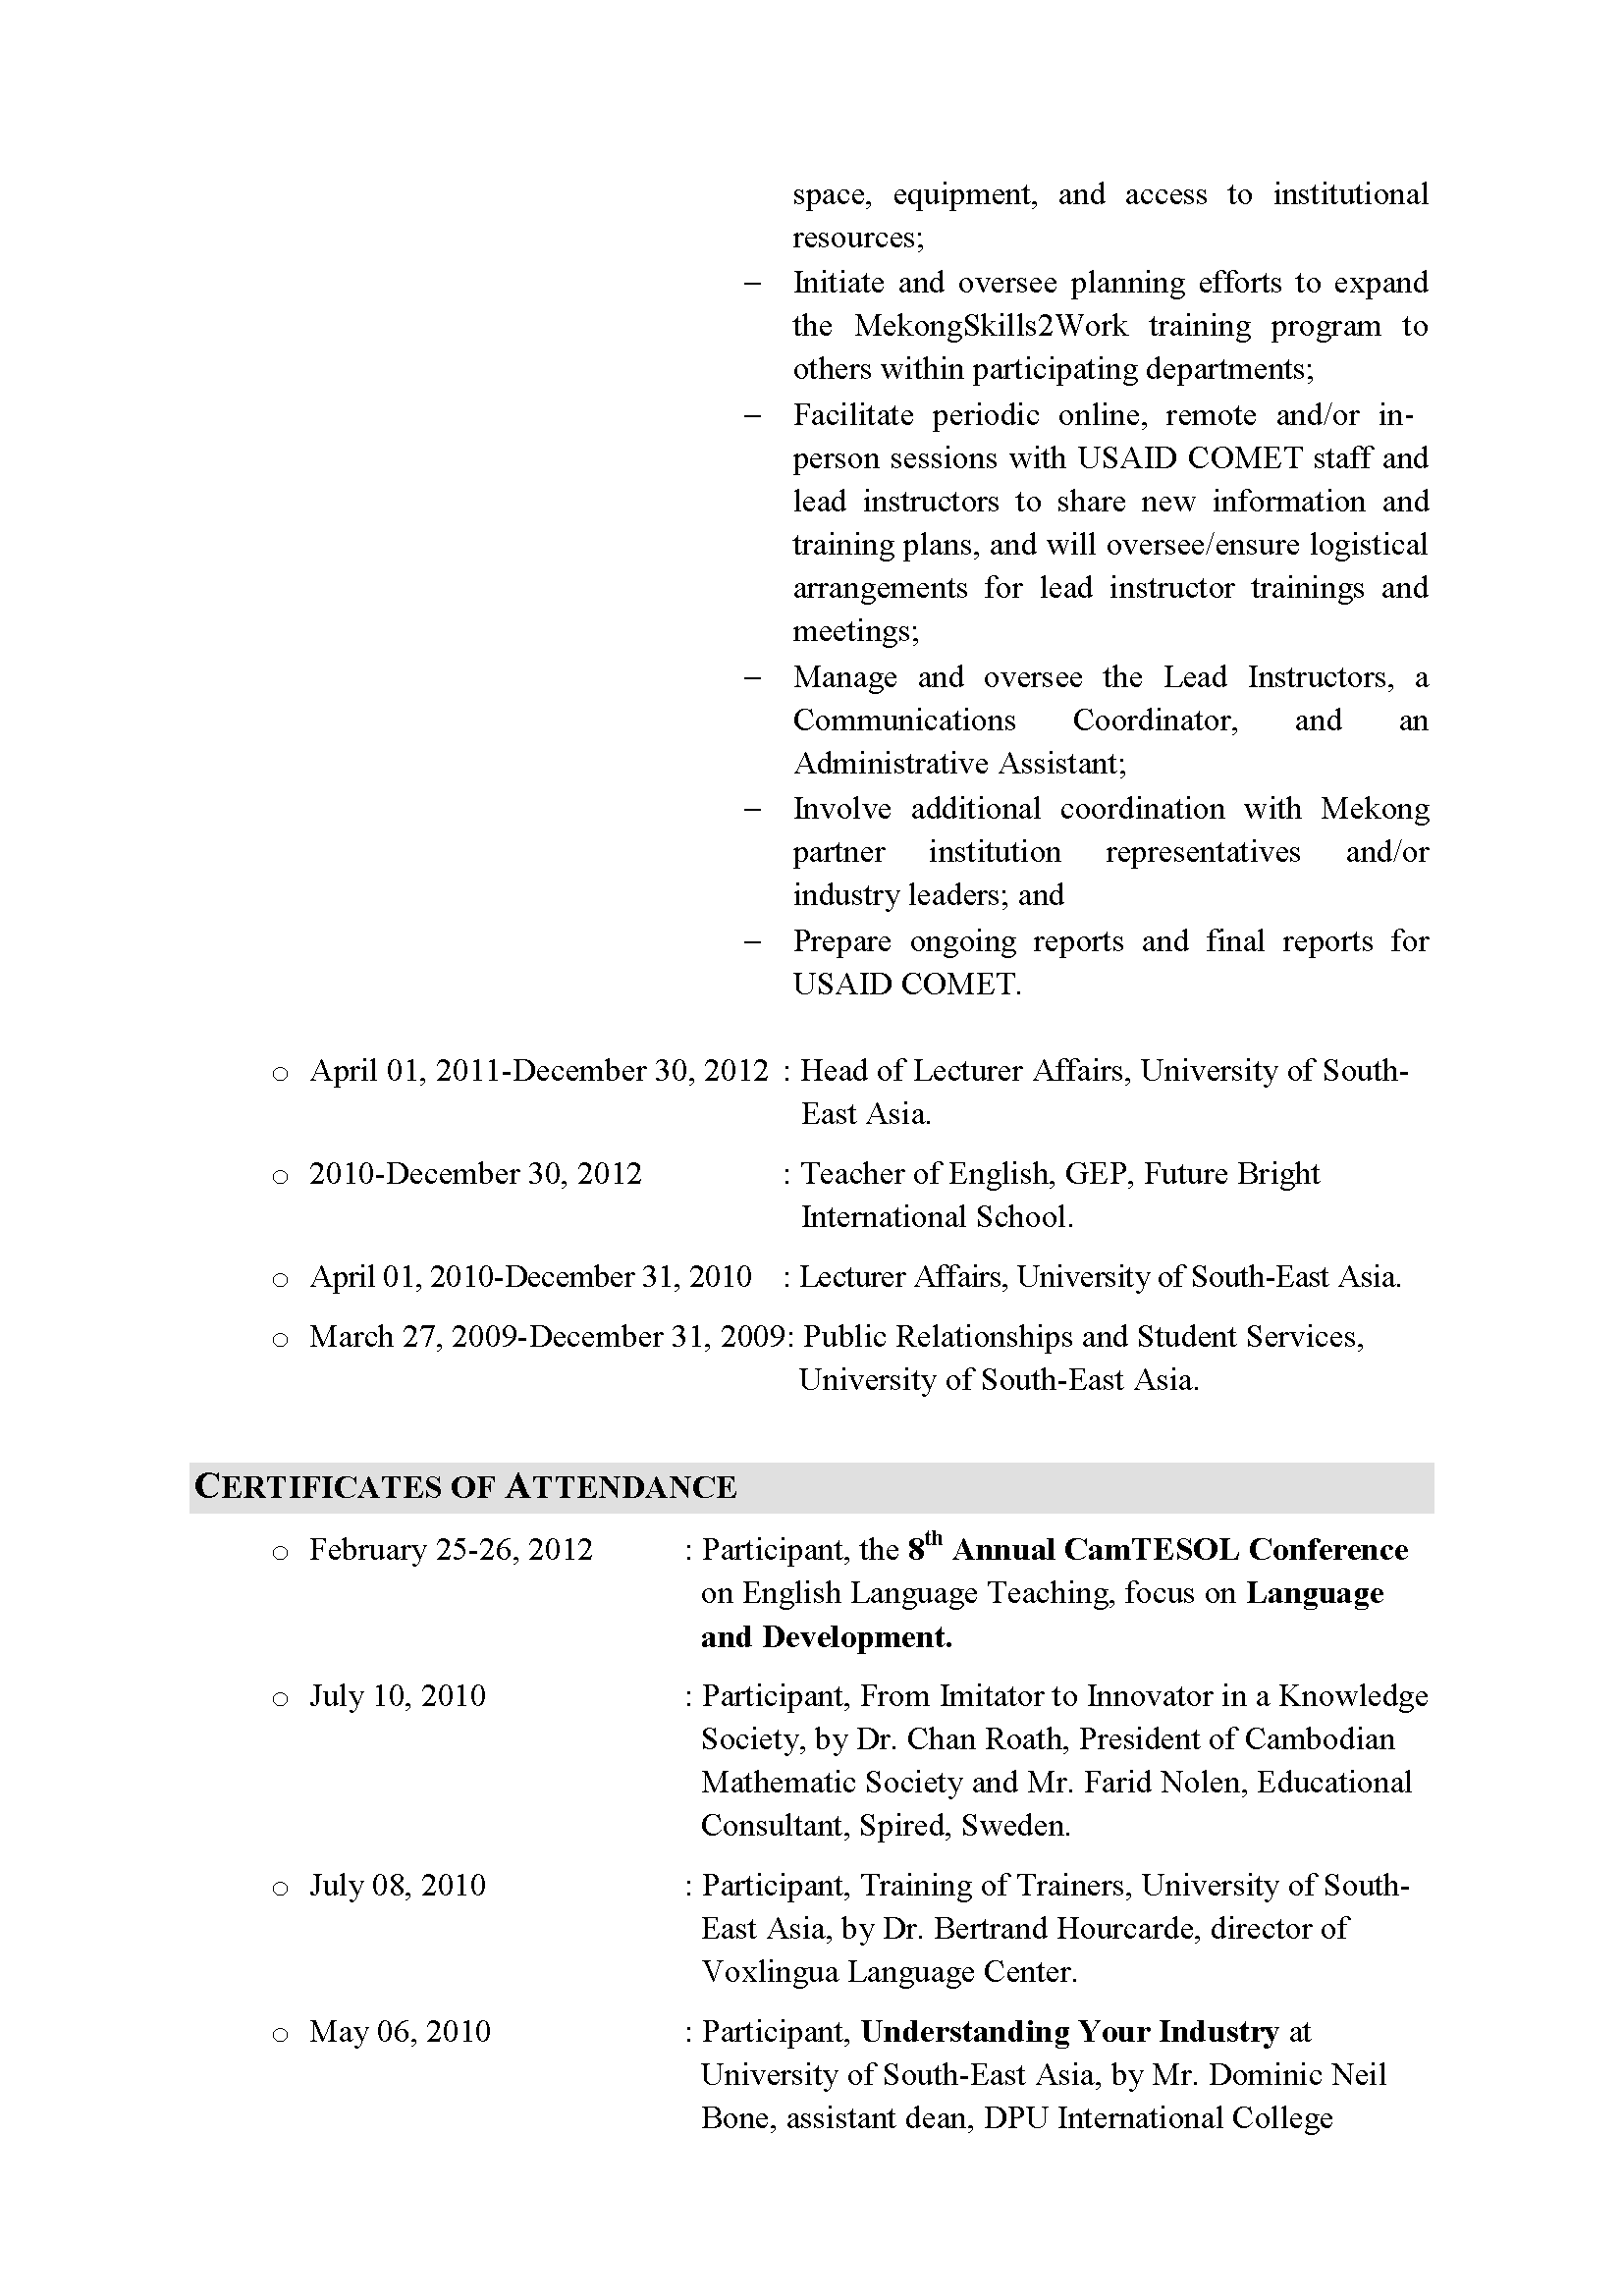 space, equipment, and access to institutional
resources;
– Initiate and oversee planning efforts to expand
the MekongSkills2Work training program to
others within participating departments;
– Facilitate periodic online, remote and/or in-
person sessions with USAID COMET staff and
lead instructors to share new information and
training plans, and will oversee/ensure logistical
arrangements for lead instructor trainings and
meetings;
– Manage and oversee the Lead Instructors, a
Communications Coordinator, and an
Administrative Assistant;
– Involve additional coordination with Mekong
partner institution representatives and/or
industry leaders; and
– Prepare ongoing reports and final reports for
USAID COMET.
o April 01, 2011-December 30, 2012 : Head of Lecturer Affairs, University of South-
East Asia.
o 2010-December 30, 2012 : Teacher of English, GEP, Future Bright
International School.
o April 01, 2010-December 31, 2010 : Lecturer Affairs, University of South-East Asia.
o March 27, 2009-December 31, 2009: Public Relationships and Student Services,
University of South-East Asia.
CERTIFICATES OF ATTENDANCE
o February 25-26, 2012 : Participant, the 8th Annual CamTESOL Conference
on English Language Teaching, focus on Language
and Development.
o July 10, 2010 : Participant, From Imitator to Innovator in a Knowledge
Society, by Dr. Chan Roath, President of Cambodian
Mathematic Society and Mr. Farid Nolen, Educational
Consultant, Spired, Sweden.
o July 08, 2010 : Participant, Training of Trainers, University of South-
East Asia, by Dr. Bertrand Hourcarde, director of
Voxlingua Language Center.
o May 06, 2010 : Participant, Understanding Your Industry at
University of South-East Asia, by Mr. Dominic Neil
Bone, assistant dean, DPU International College